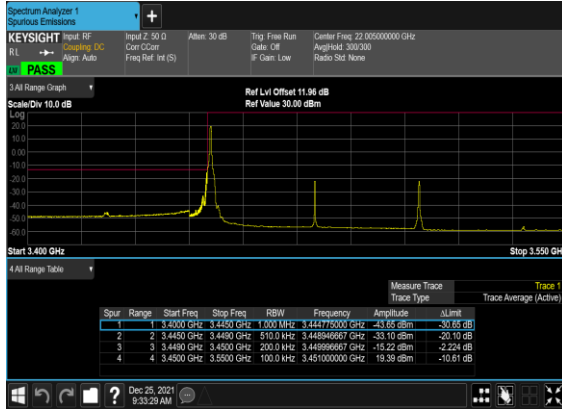 Spectrum Analyzer 1
Spurious Emissions
KEYSIGHT Input: RF Input Z: 50 Ω Atten: 30 dB Trig: Free Run Center Freq: 22.005000000 GHz
RL Coupling: DC Corr CCorr Gate: Off Avg|Hold: 300/300
Align: Auto Freq Ref: Int (S) IF Gain: Low Radio Std: None
PASS
3 All Range Graph
Ref Lvl Offset 11.96 dB
Scale/Div 10.0 dB Ref Value 30.00 dBm
Log
20.0
10.0
0.00
-10.0
-20.0
-30.0
-40.0
-50.0
-60.0
Start 3.400 GHz Stop 3.550 GH
4 All Range Table
Measure Trace Trace 1
Trace Type Trace Average (Active)
Spur Range Start Freq Stop Freq RBW Frequency Amplitude ΔLimit
1 1 3.4000 GHz 3.4450 GHz 1.000 MHz 3.444775000 GHz -43.65 dBm -30.65 dB
2 2 3.4450 GHz 3.4490 GHz 510.0 kHz 3.448946667 GHz -33.10 dBm -20.10 dB
3 3 3.4490 GHz 3.4500 GHz 200.0 kHz 3.449996667 GHz -15.22 dBm -2.224 dB
4 4 3.4500 GHz 3.5500 GHz 100.0 kHz 3.451000000 GHz 19.39 dBm -10.61 dB
Dec 25, 2021
9:33:29 AM